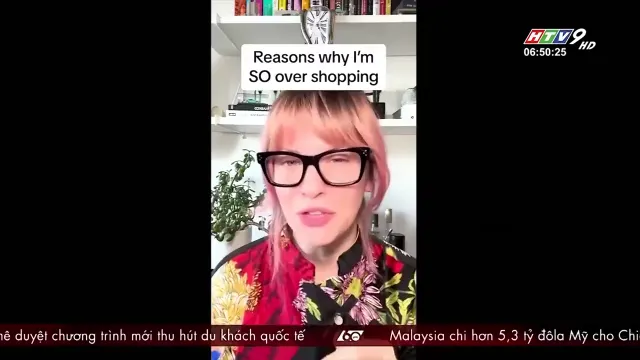 HTV9 HD
06:50:25
Reasons why I'm
SO over shopping
hê duyệt chương trình mới thu hút du khách quốc tế
60
Malaysia chi hơn 5,3 tỷ đôla Mỹ cho Chi